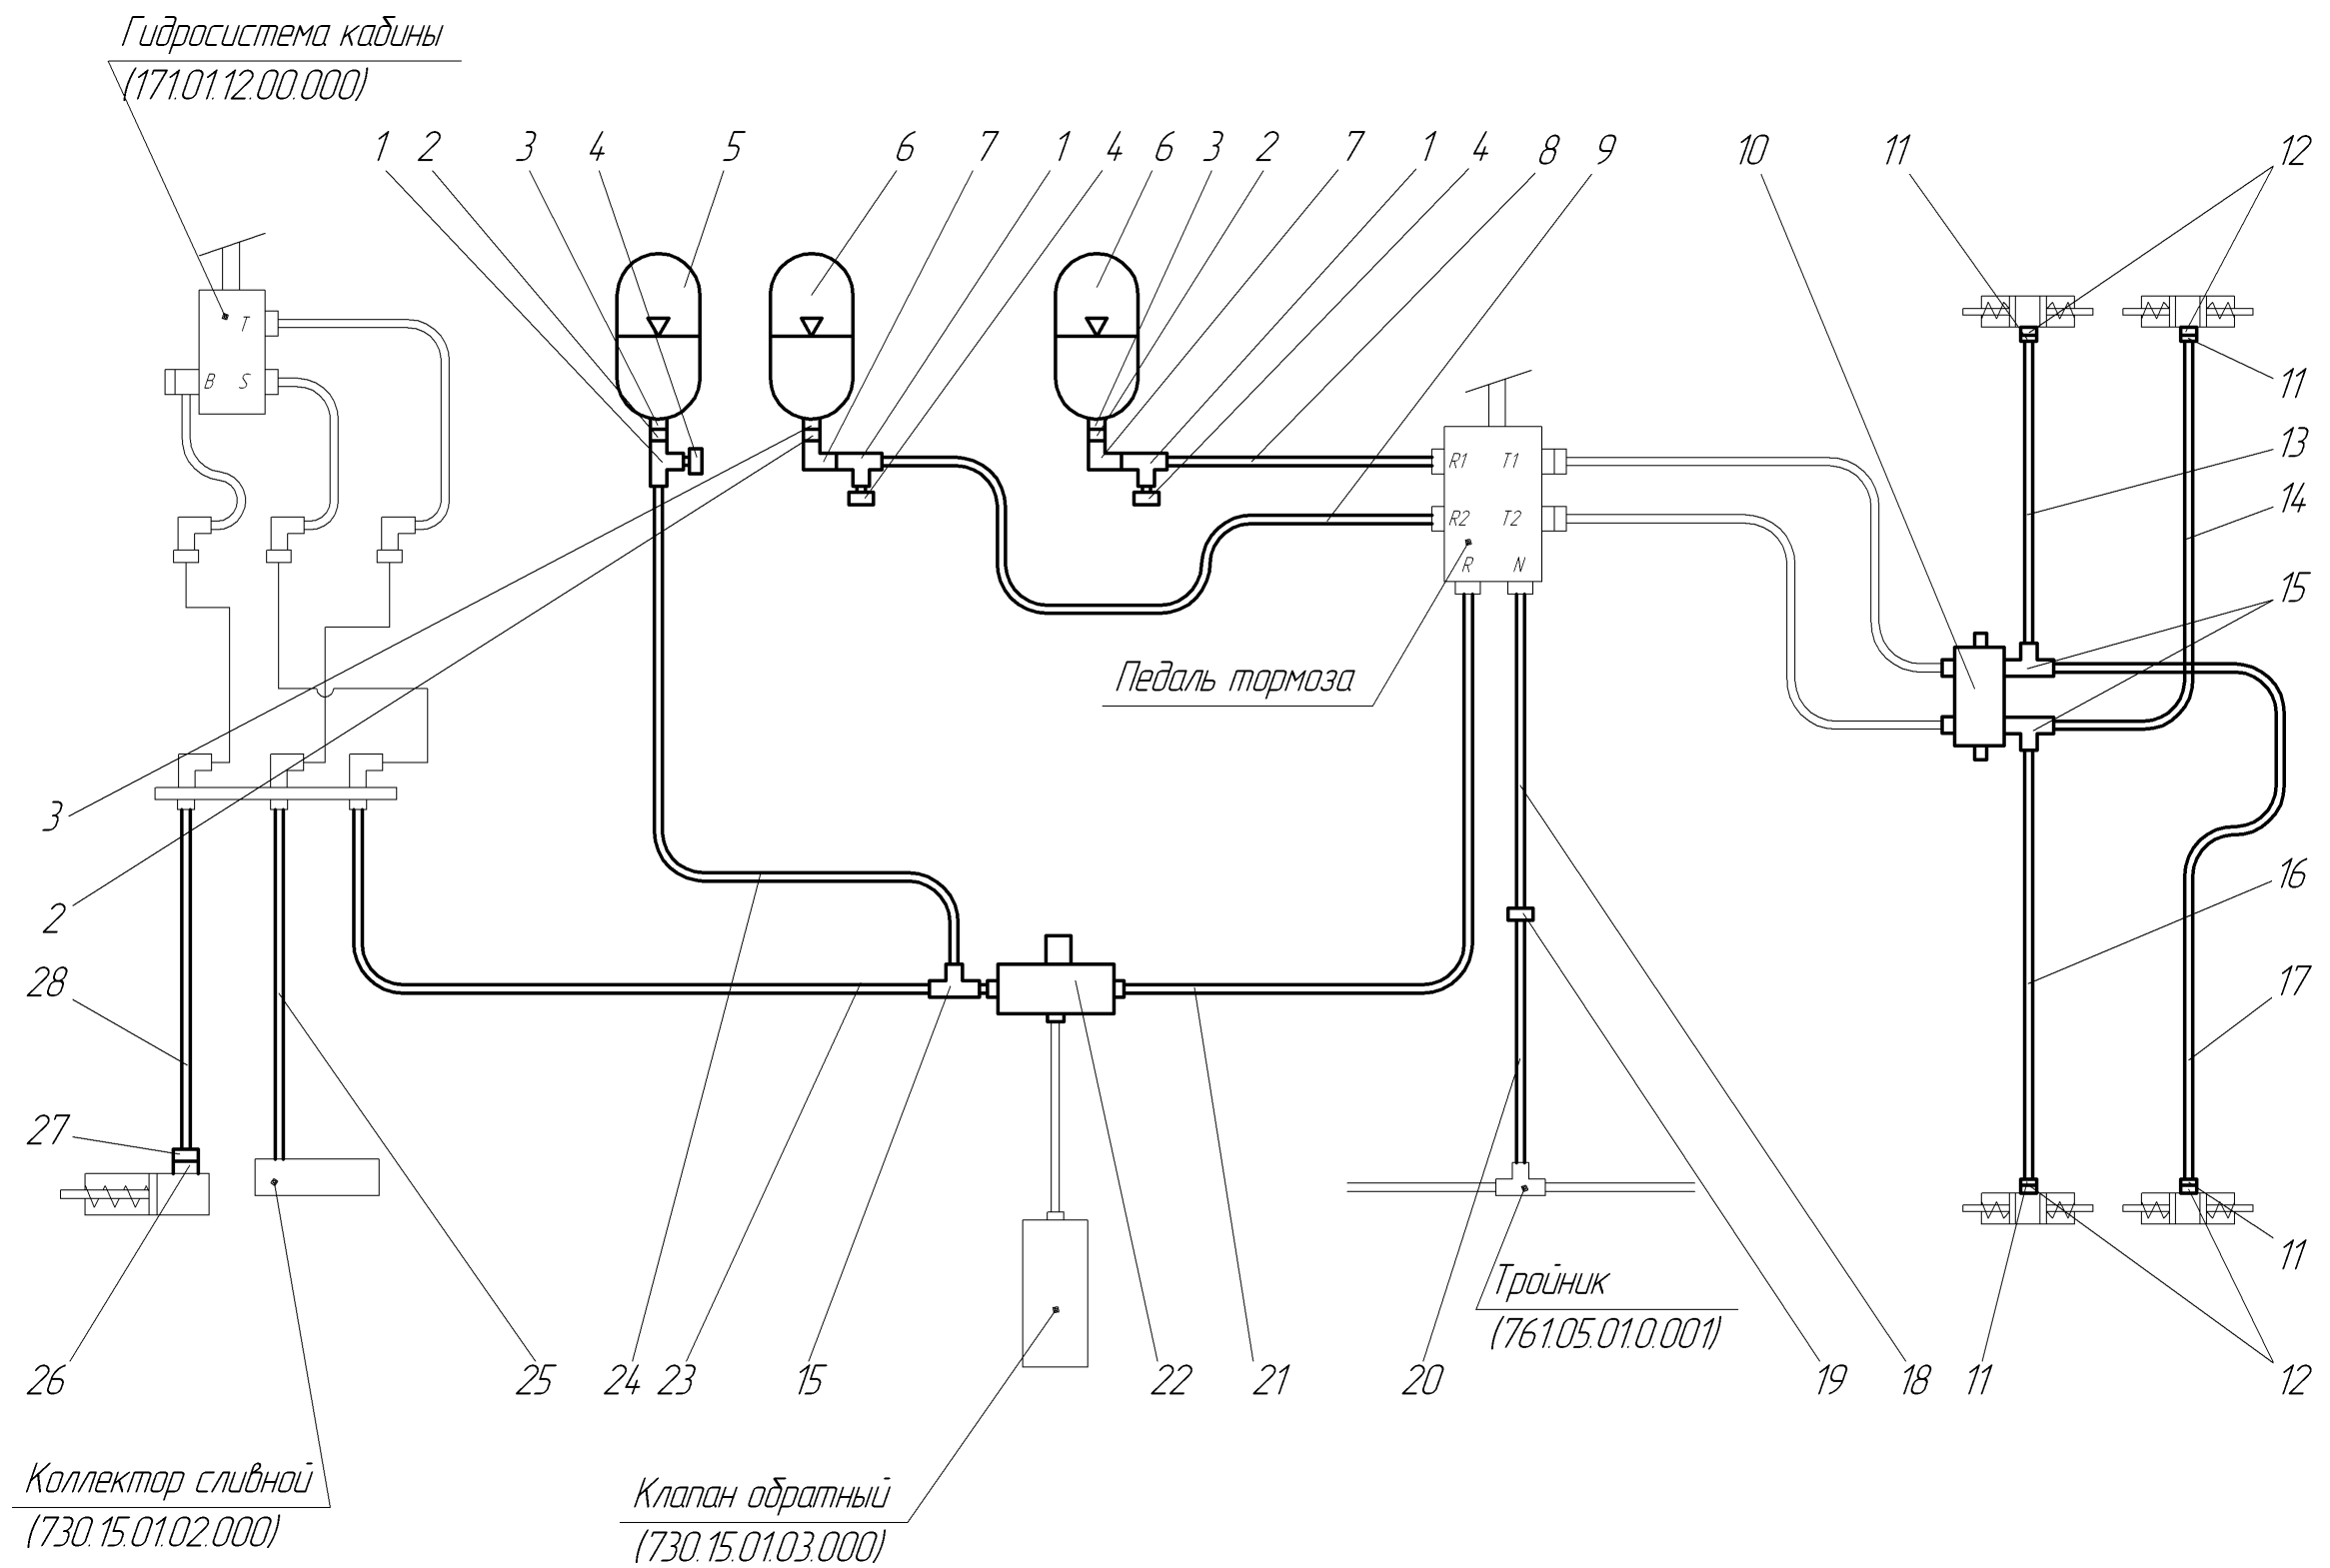 Гидросистема кабины
(171.01.12.00.000)
1 2 3 4 5 6 7 1 4 6 3 2 7 1 4 8 9 10 11 12
T
B S
11
R1 T1
13
14
R2 T2
R N
15
Педаль тормоза
3
16
2
28
17
27
11
Тройник
(761.05.01.0.001)
26 25 24 23 15 22 21 20 19 18 11 12
Коллектор сливной
(730.15.01.02.000)
Клапан обратный
(730.15.01.03.000)